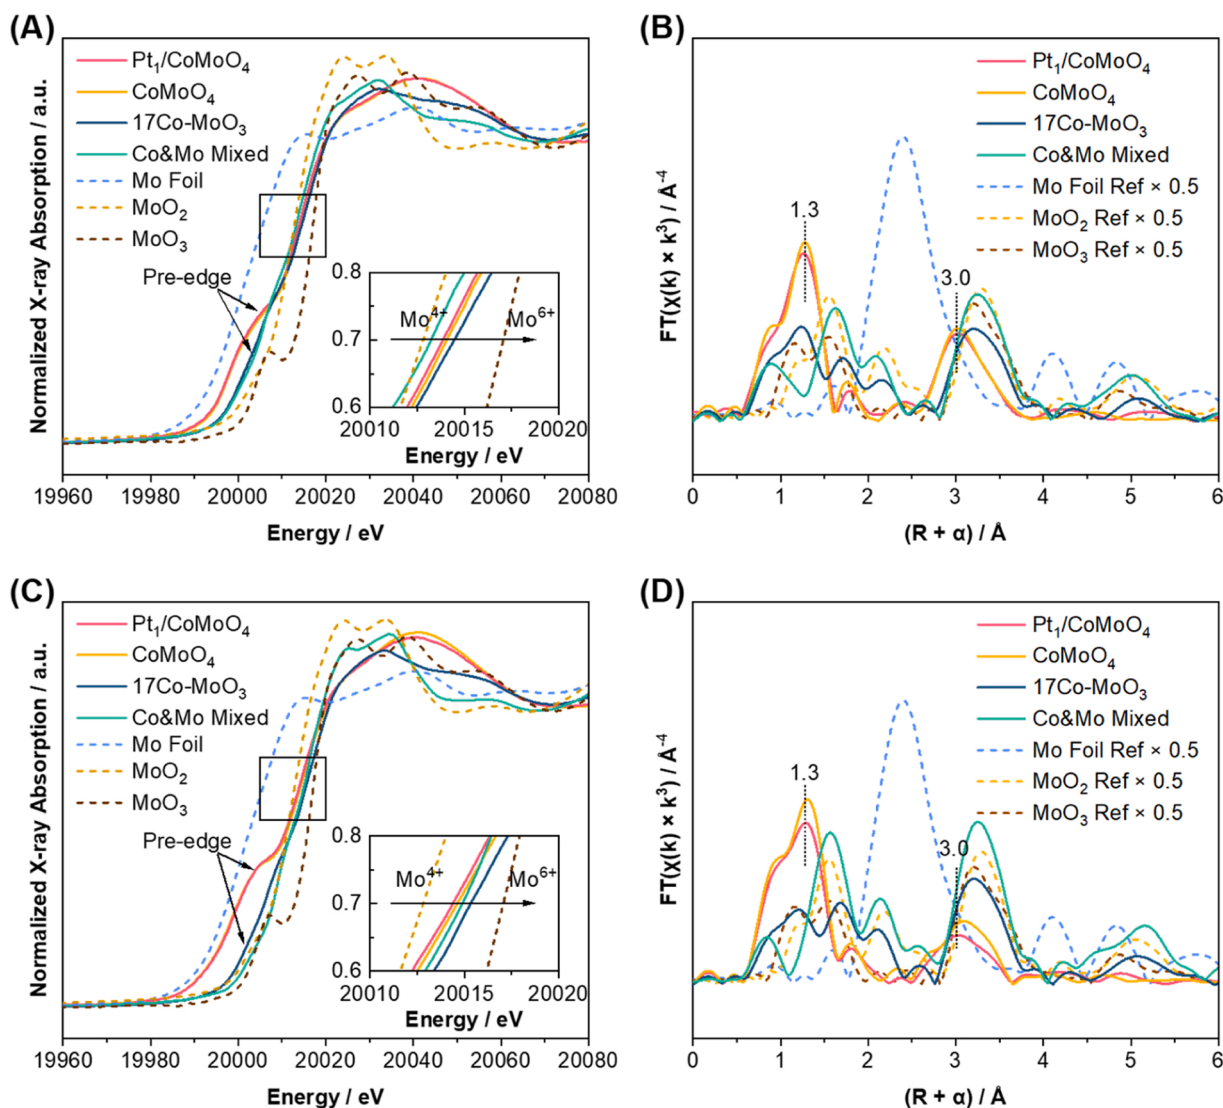 (A)
Normalized X-ray Absorption / a.u.
Pt₁/CoMoO₄
CoMoO₄
17Co-MoO₃
Co&Mo Mixed
Mo Foil
MoO₂
MoO₃
Pre-edge
0.8
0.7
0.6
Mo⁴⁺
Mo⁶⁺
20010 20015 20020
Energy / eV
19960 19980 20000 20020 20040 20060 20080
Energy / eV
(B)
FT(χ(k) × k³) / Å⁻⁴
Pt₁/CoMoO₄
CoMoO₄
17Co-MoO₃
Co&Mo Mixed
Mo Foil Ref × 0.5
MoO₂ Ref × 0.5
MoO₃ Ref × 0.5
1.3
3.0
0 1 2 3 4 5 6
(R + α) / Å
(C)
Normalized X-ray Absorption / a.u.
Pt₁/CoMoO₄
CoMoO₄
17Co-MoO₃
Co&Mo Mixed
Mo Foil
MoO₂
MoO₃
Pre-edge
0.8
0.7
0.6
Mo⁴⁺
Mo⁶⁺
20010 20015 20020
Energy / eV
19960 19980 20000 20020 20040 20060 20080
Energy / eV
(D)
FT(χ(k) × k³) / Å⁻⁴
Pt₁/CoMoO₄
CoMoO₄
17Co-MoO₃
Co&Mo Mixed
Mo Foil Ref × 0.5
MoO₂ Ref × 0.5
MoO₃ Ref × 0.5
1.3
3.0
0 1 2 3 4 5 6
(R + α) / Å